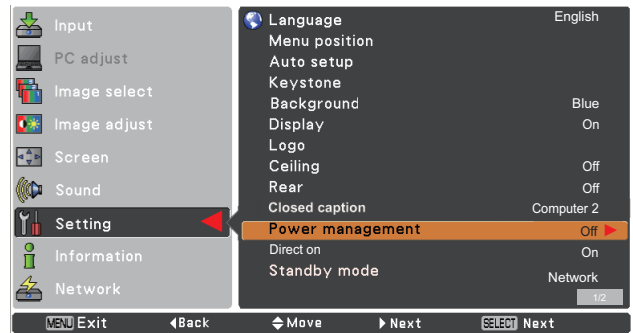 Input
PC adjust
Image select
Image adjust
Screen
Sound
Setting
Information
Network
Language English
Menu position
Auto setup
Keystone
Background Blue
Display On
Logo
Ceiling Off
Rear Off
Closed caption Computer 2
Power management Off
Direct on On
Standby mode Network
1/2
MENU Exit Back Move Next SELECT Next